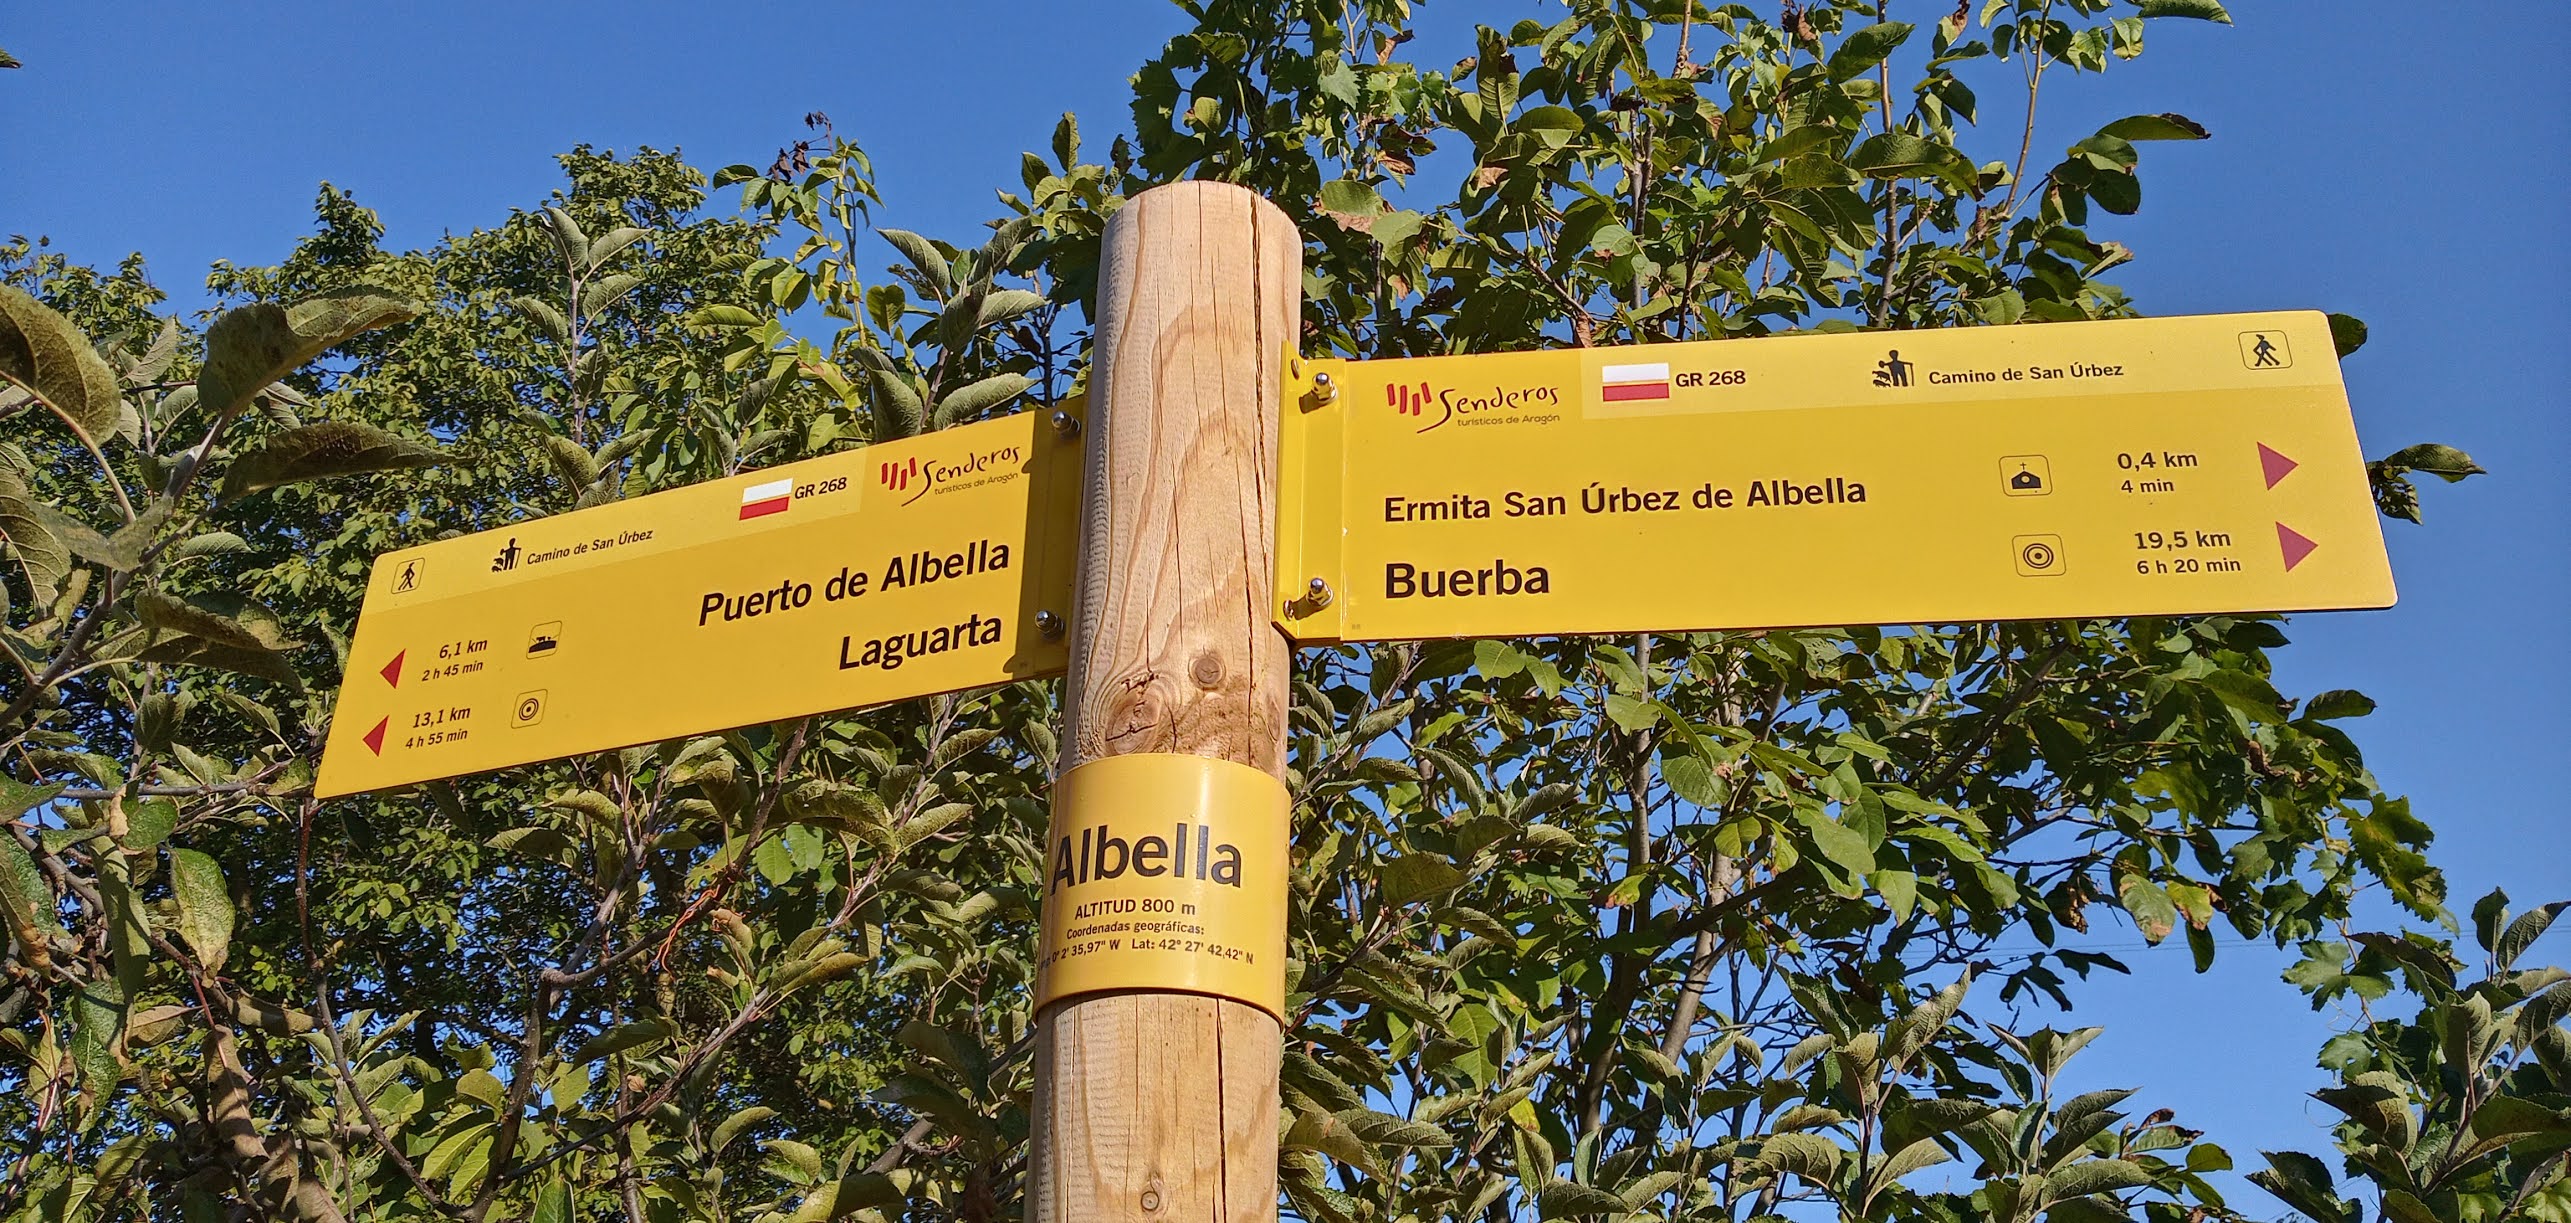 Camino de San Úrbez
GR 268
Senderos
turísticos de Aragón
Puerto de Albella
6,1 km
2 h 45 min
Laguarta
13,1 km
4 h 55 min
Senderos
turísticos de Aragón
GR 268
Camino de San Úrbez
Ermita San Úrbez de Albella
0,4 km
4 min
Buerba
19,5 km
6 h 20 min
Albella
ALTITUD 800 m
Coordenadas geográficas:
0° 2' 35,97" W Lat: 42° 27' 42,42" N